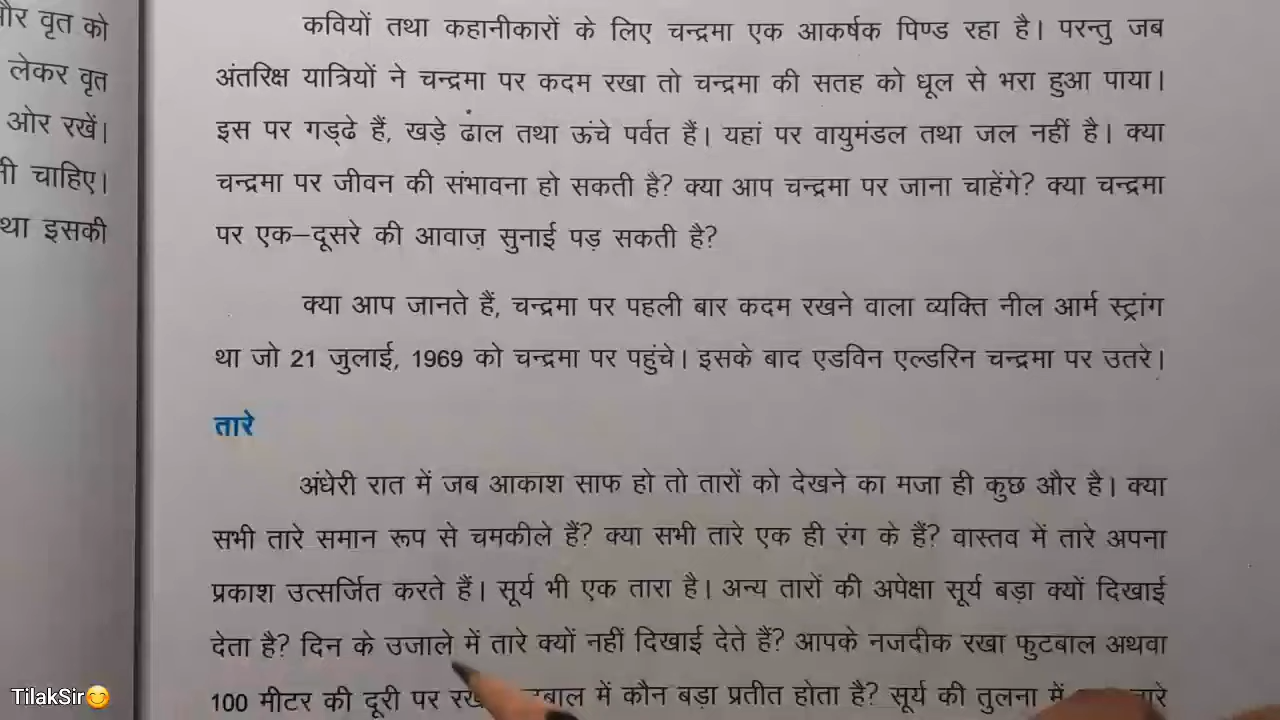 और वृत को
लेकर वृत
ओर रखें।
चाहिए।
इसकी
कवियों तथा कहानीकारों के लिए चन्द्रमा एक आकर्षक पिण्ड रहा है। परन्तु जब
अंतरिक्ष यात्रियों ने चन्द्रमा पर कदम रखा तो चन्द्रमा की सतह को धूल से भरा हुआ पाया।
इस पर गड्ढे हैं, खड़े ढाल तथा ऊंचे पर्वत हैं। यहां पर वायुमंडल तथा जल नहीं है। क्या
चन्द्रमा पर जीवन की संभावना हो सकती है? क्या आप चन्द्रमा पर जाना चाहेंगे? क्या चन्द्रमा
पर एक–दूसरे की आवाज़ सुनाई पड़ सकती है?
क्या आप जानते हैं, चन्द्रमा पर पहली बार कदम रखने वाला व्यक्ति नील आर्म स्ट्रांग
था जो 21 जुलाई, 1969 को चन्द्रमा पर पहुंचे। इसके बाद एडविन एल्डरिन चन्द्रमा पर उतरे।
तारे
अंधेरी रात में जब आकाश साफ हो तो तारों को देखने का मजा ही कुछ और है। क्या
सभी तारे समान रूप से चमकीले हैं? क्या सभी तारे एक ही रंग के हैं? वास्तव में तारे अपना
प्रकाश उत्सर्जित करते हैं। सूर्य भी एक तारा है। अन्य तारों की अपेक्षा सूर्य बड़ा क्यों दिखाई
देता है? दिन के उजाले में तारे क्यों नहीं दिखाई देते हैं? आपके नजदीक रखा फुटबाल अथवा
100 मीटर की दूरी पर में कौन बड़ा प्रतीत होता है? सूर्य की तुलना में
TilakSir😊